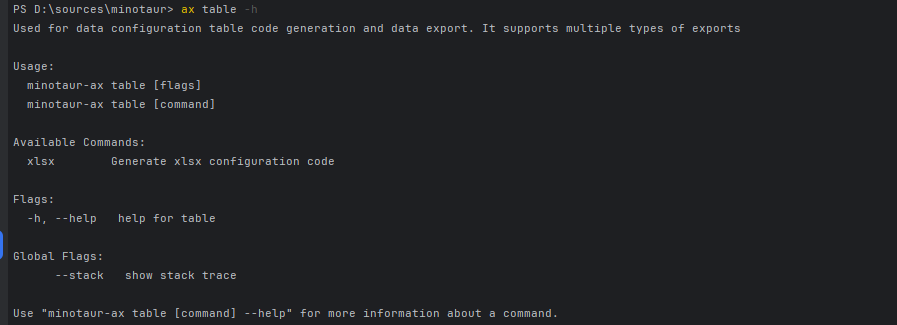 PS D:\sources\minotaur> ax table -h
Used for data configuration table code generation and data export. It supports multiple types of exports
Usage:
minotaur-ax table [flags]
minotaur-ax table [command]
Available Commands:
xlsx        Generate xlsx configuration code
Flags:
-h, --help   help for table
Global Flags:
--stack   show stack trace
Use "minotaur-ax table [command] --help" for more information about a command.